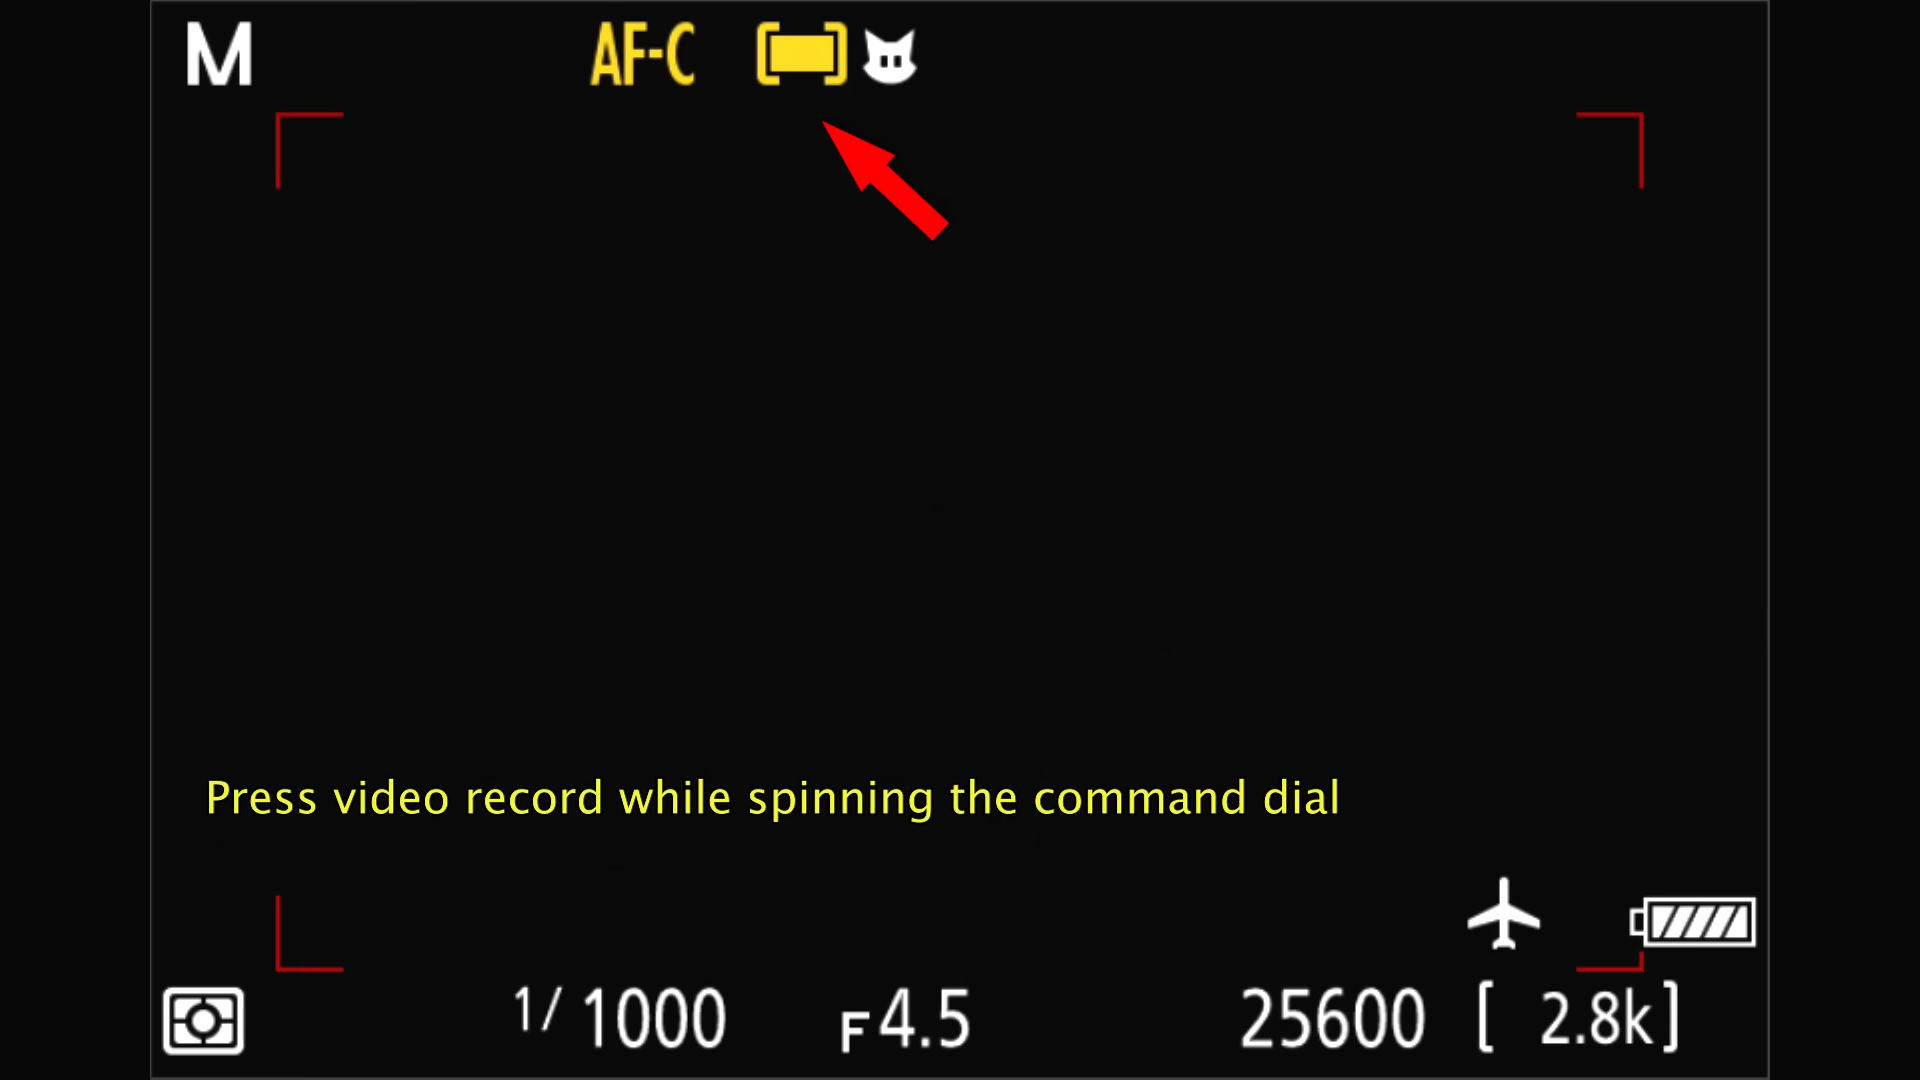 M AF-C
Press video record while spinning the command dial
1/1000 F4.5 25600 [ 2.8k]